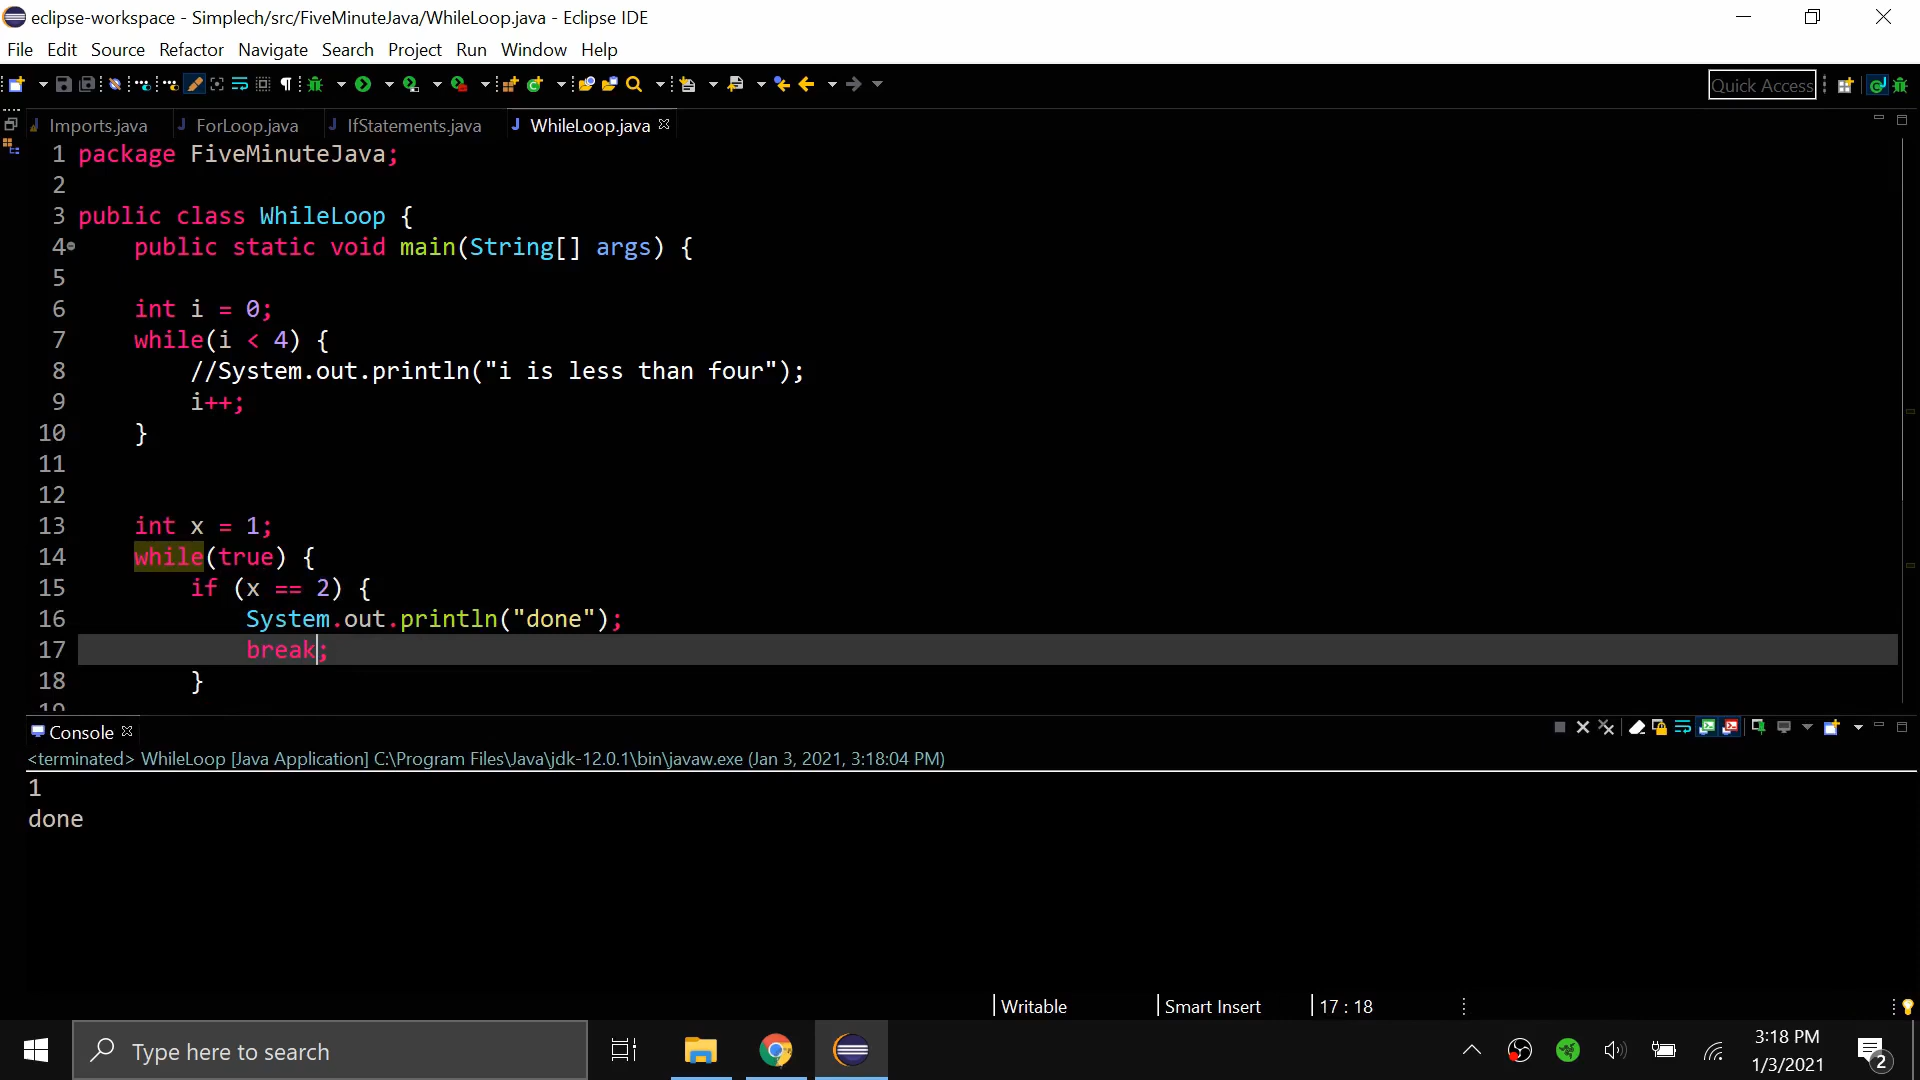 eclipse-workspace - Simplech/src/FiveMinuteJava/WhileLoop.java - Eclipse IDE
File Edit Source Refactor Navigate Search Project Run Window Help
Quick Access
Imports.java ForLoop.java IfStatements.java WhileLoop.java
1 package FiveMinuteJava;
2
3 public class WhileLoop {
4 public static void main(String[] args) {
5
6 int i = 0;
7 while(i < 4) {
8 //System.out.println("i is less than four");
9 i++;
10 }
11
12
13 int x = 1;
14 while(true) {
15 if (x == 2) {
16 System.out.println("done");
17 break;
18 }
19
Console
<terminated> WhileLoop [Java Application] C:\Program Files\Java\jdk-12.0.1\bin\javaw.exe (Jan 3, 2021, 3:18:04 PM)
1
done
Writable Smart Insert 17 : 18
Type here to search
3:18 PM
1/3/2021
2